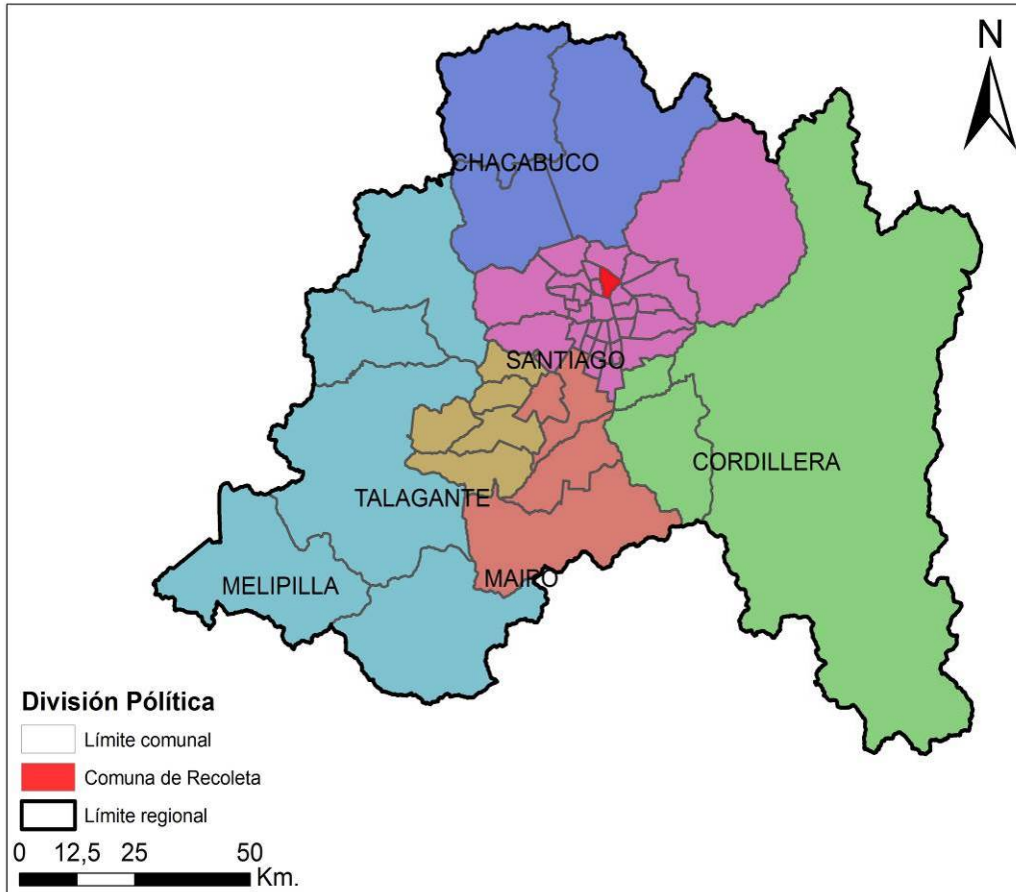 N
CHACABUCO
SANTIAGO
CORDILLERA
TALAGANTE
MAIPO
MELIPILLA
División Pólítica
Límite comunal
Comuna de Recoleta
Límite regional
0 12,5 25 50
Km.